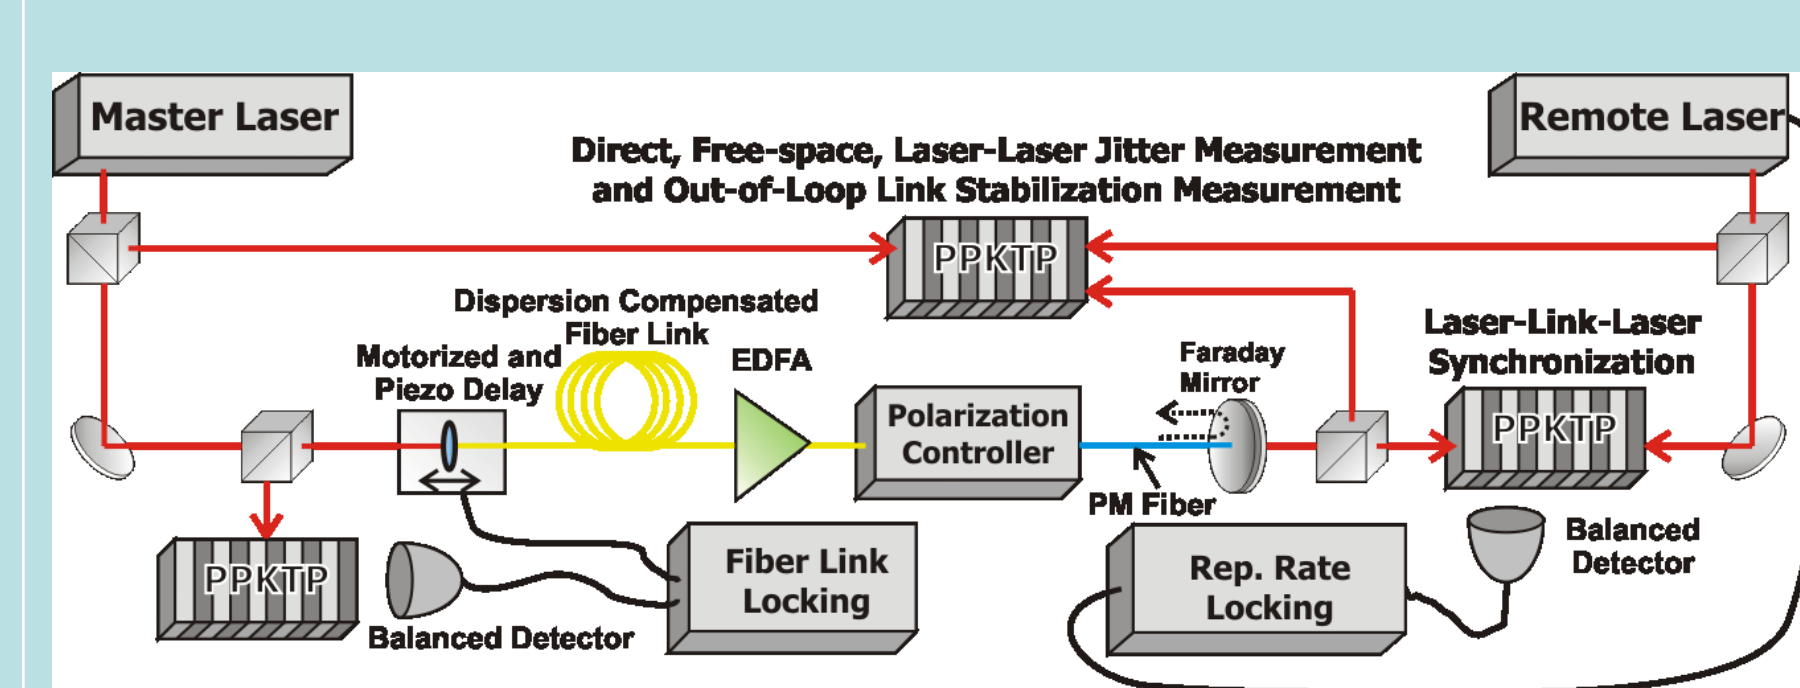 Master Laser
Remote Laser
Direct, Free-space, Laser-Laser Jitter Measurement
and Out-of-Loop Link Stabilization Measurement
PPKTP
Dispersion Compensated
Fiber Link
Laser-Link-Laser
Synchronization
Motorized and
Piezo Delay
EDFA
Faraday
Mirror
Polarization
Controller
PPKTP
PM Fiber
Balanced
Detector
PPKTP
Balanced Detector
Fiber Link
Locking
Rep. Rate
Locking